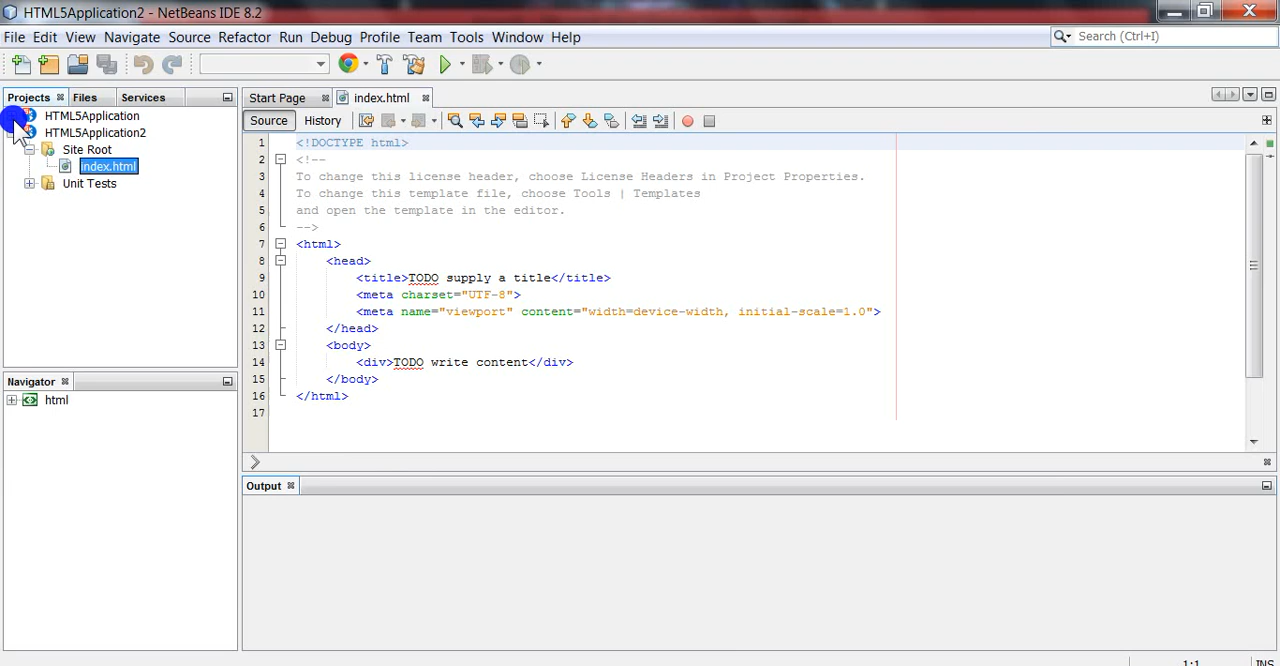 HTML5Application2 - NetBeans IDE 8.2
File Edit View Navigate Source Refactor Run Debug Profile Team Tools Window Help
Search (Ctrl+I)
Projects Files Services
Start Page index.html
HTML5Application
Source History
HTML5Application2
Site Root
index.html
Unit Tests
1 <!DOCTYPE html>
2 <!--
3 To change this license header, choose License Headers in Project Properties.
4 To change this template file, choose Tools | Templates
5 and open the template in the editor.
6 -->
7 <html>
8 <head>
9 <title>TODO supply a title</title>
10 <meta charset="UTF-8">
11 <meta name="viewport" content="width=device-width, initial-scale=1.0">
12 </head>
13 <body>
14 <div>TODO write content</div>
15 </body>
16 </html>
17
Navigator
html
Output
1:1 INS